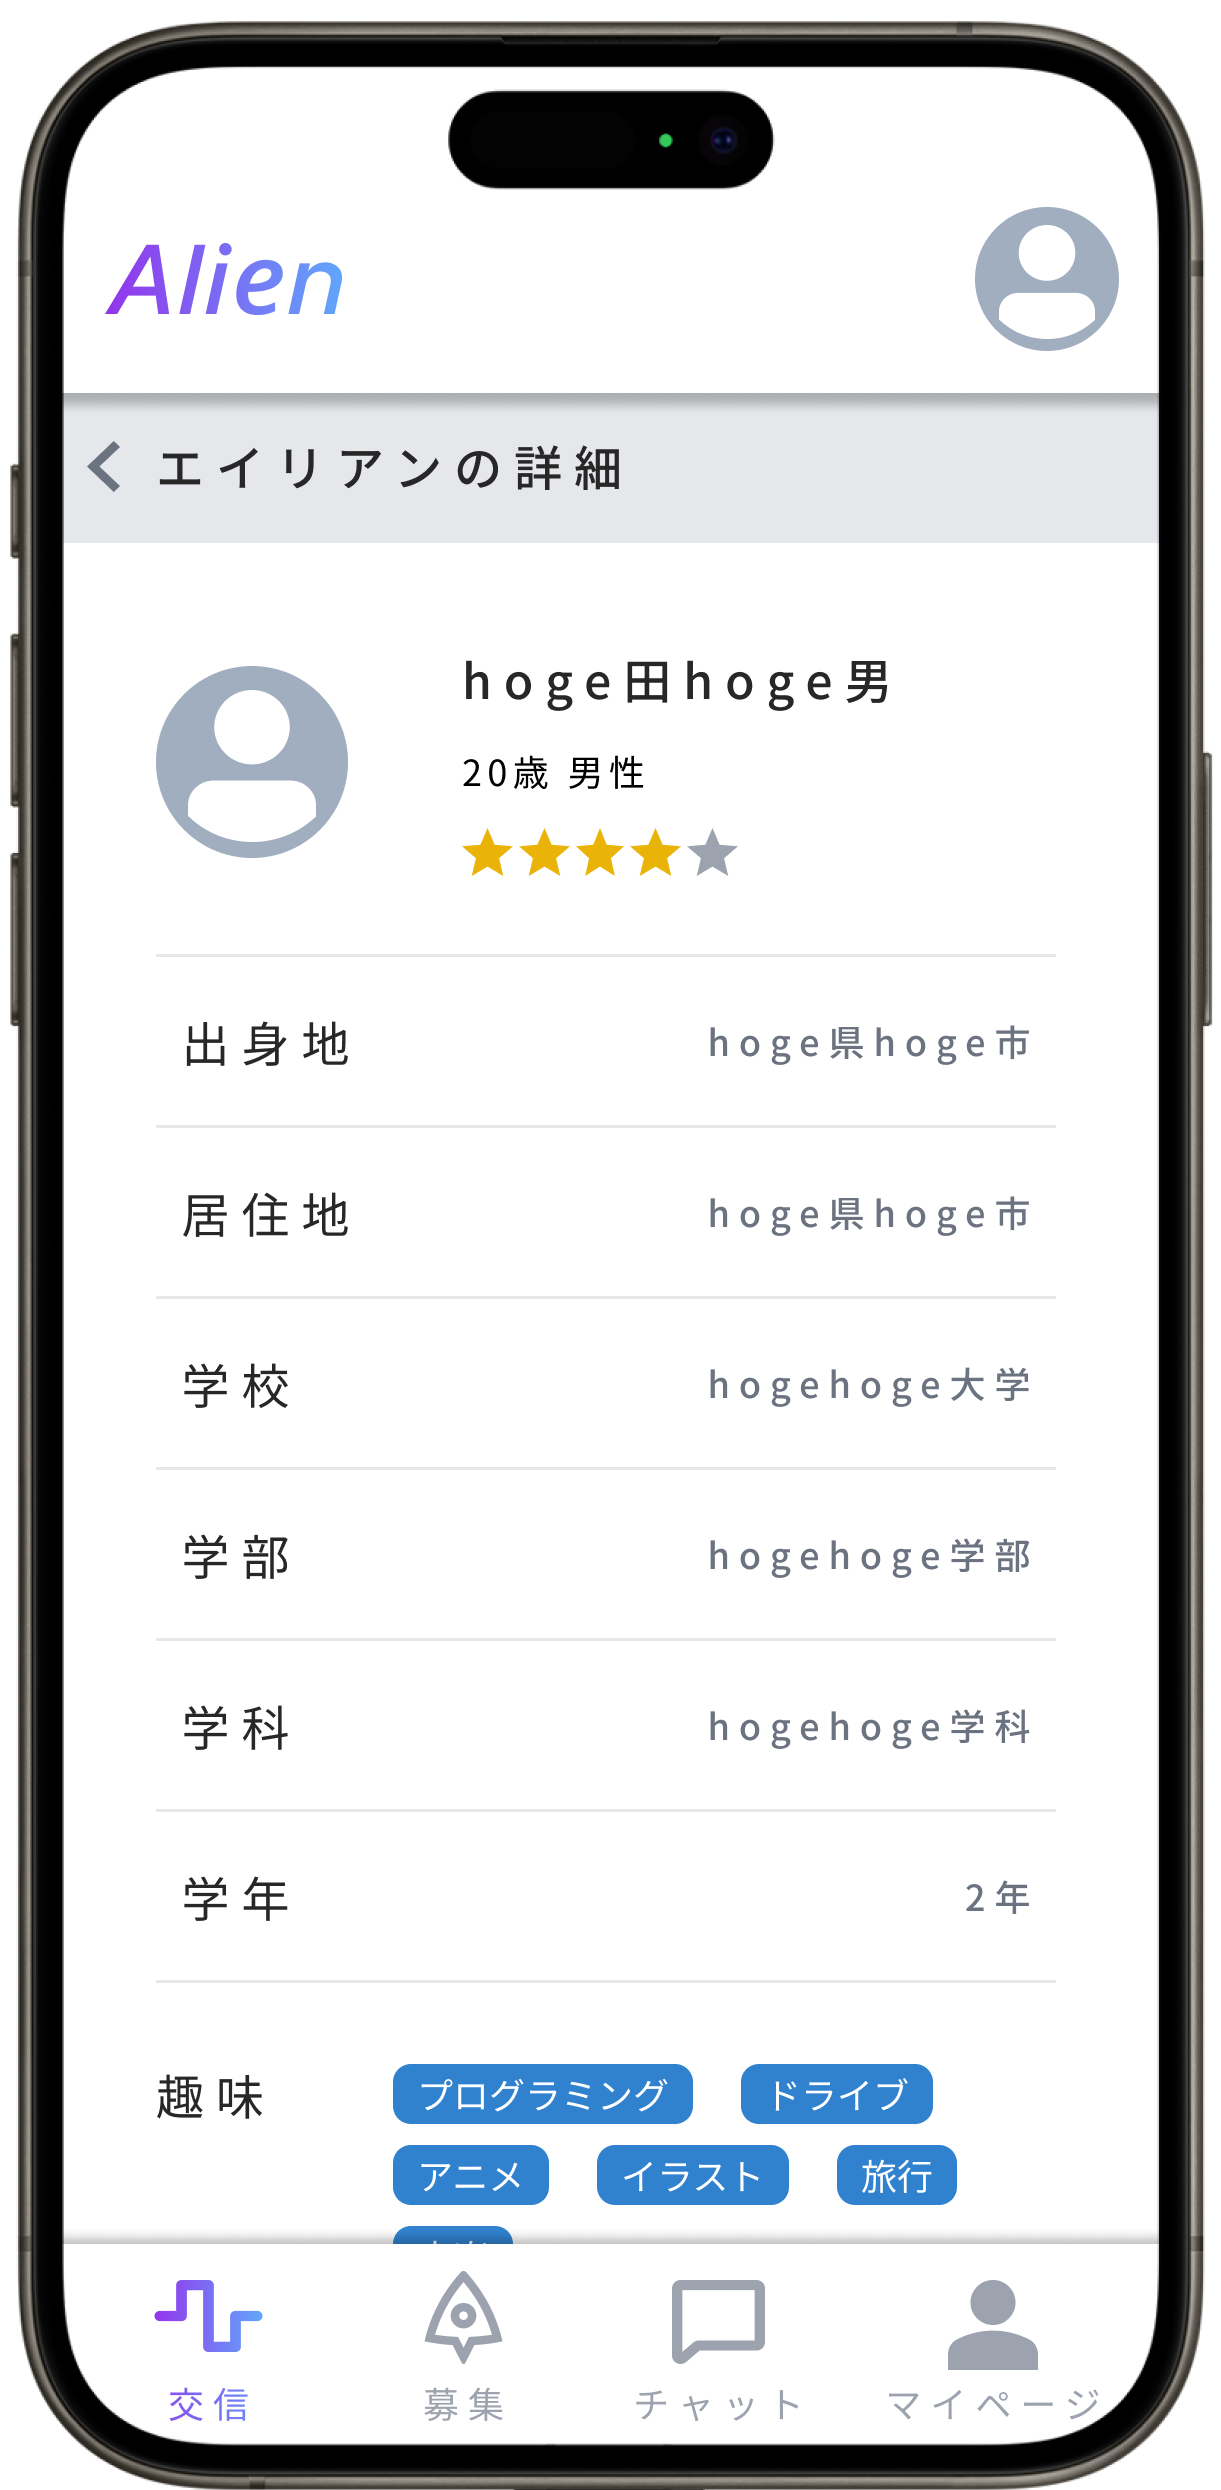 Alien
エイリアンの詳細
hoge田hoge男
20歳 男性
出身地 hoge県hoge市
居住地 hoge県hoge市
学校 hogehoge大学
学部 hogehoge学部
学科 hogehoge学科
学年 2年
趣味 プログラミング ドライブ
アニメ イラスト 旅行
交信 募集 チャット マイページ